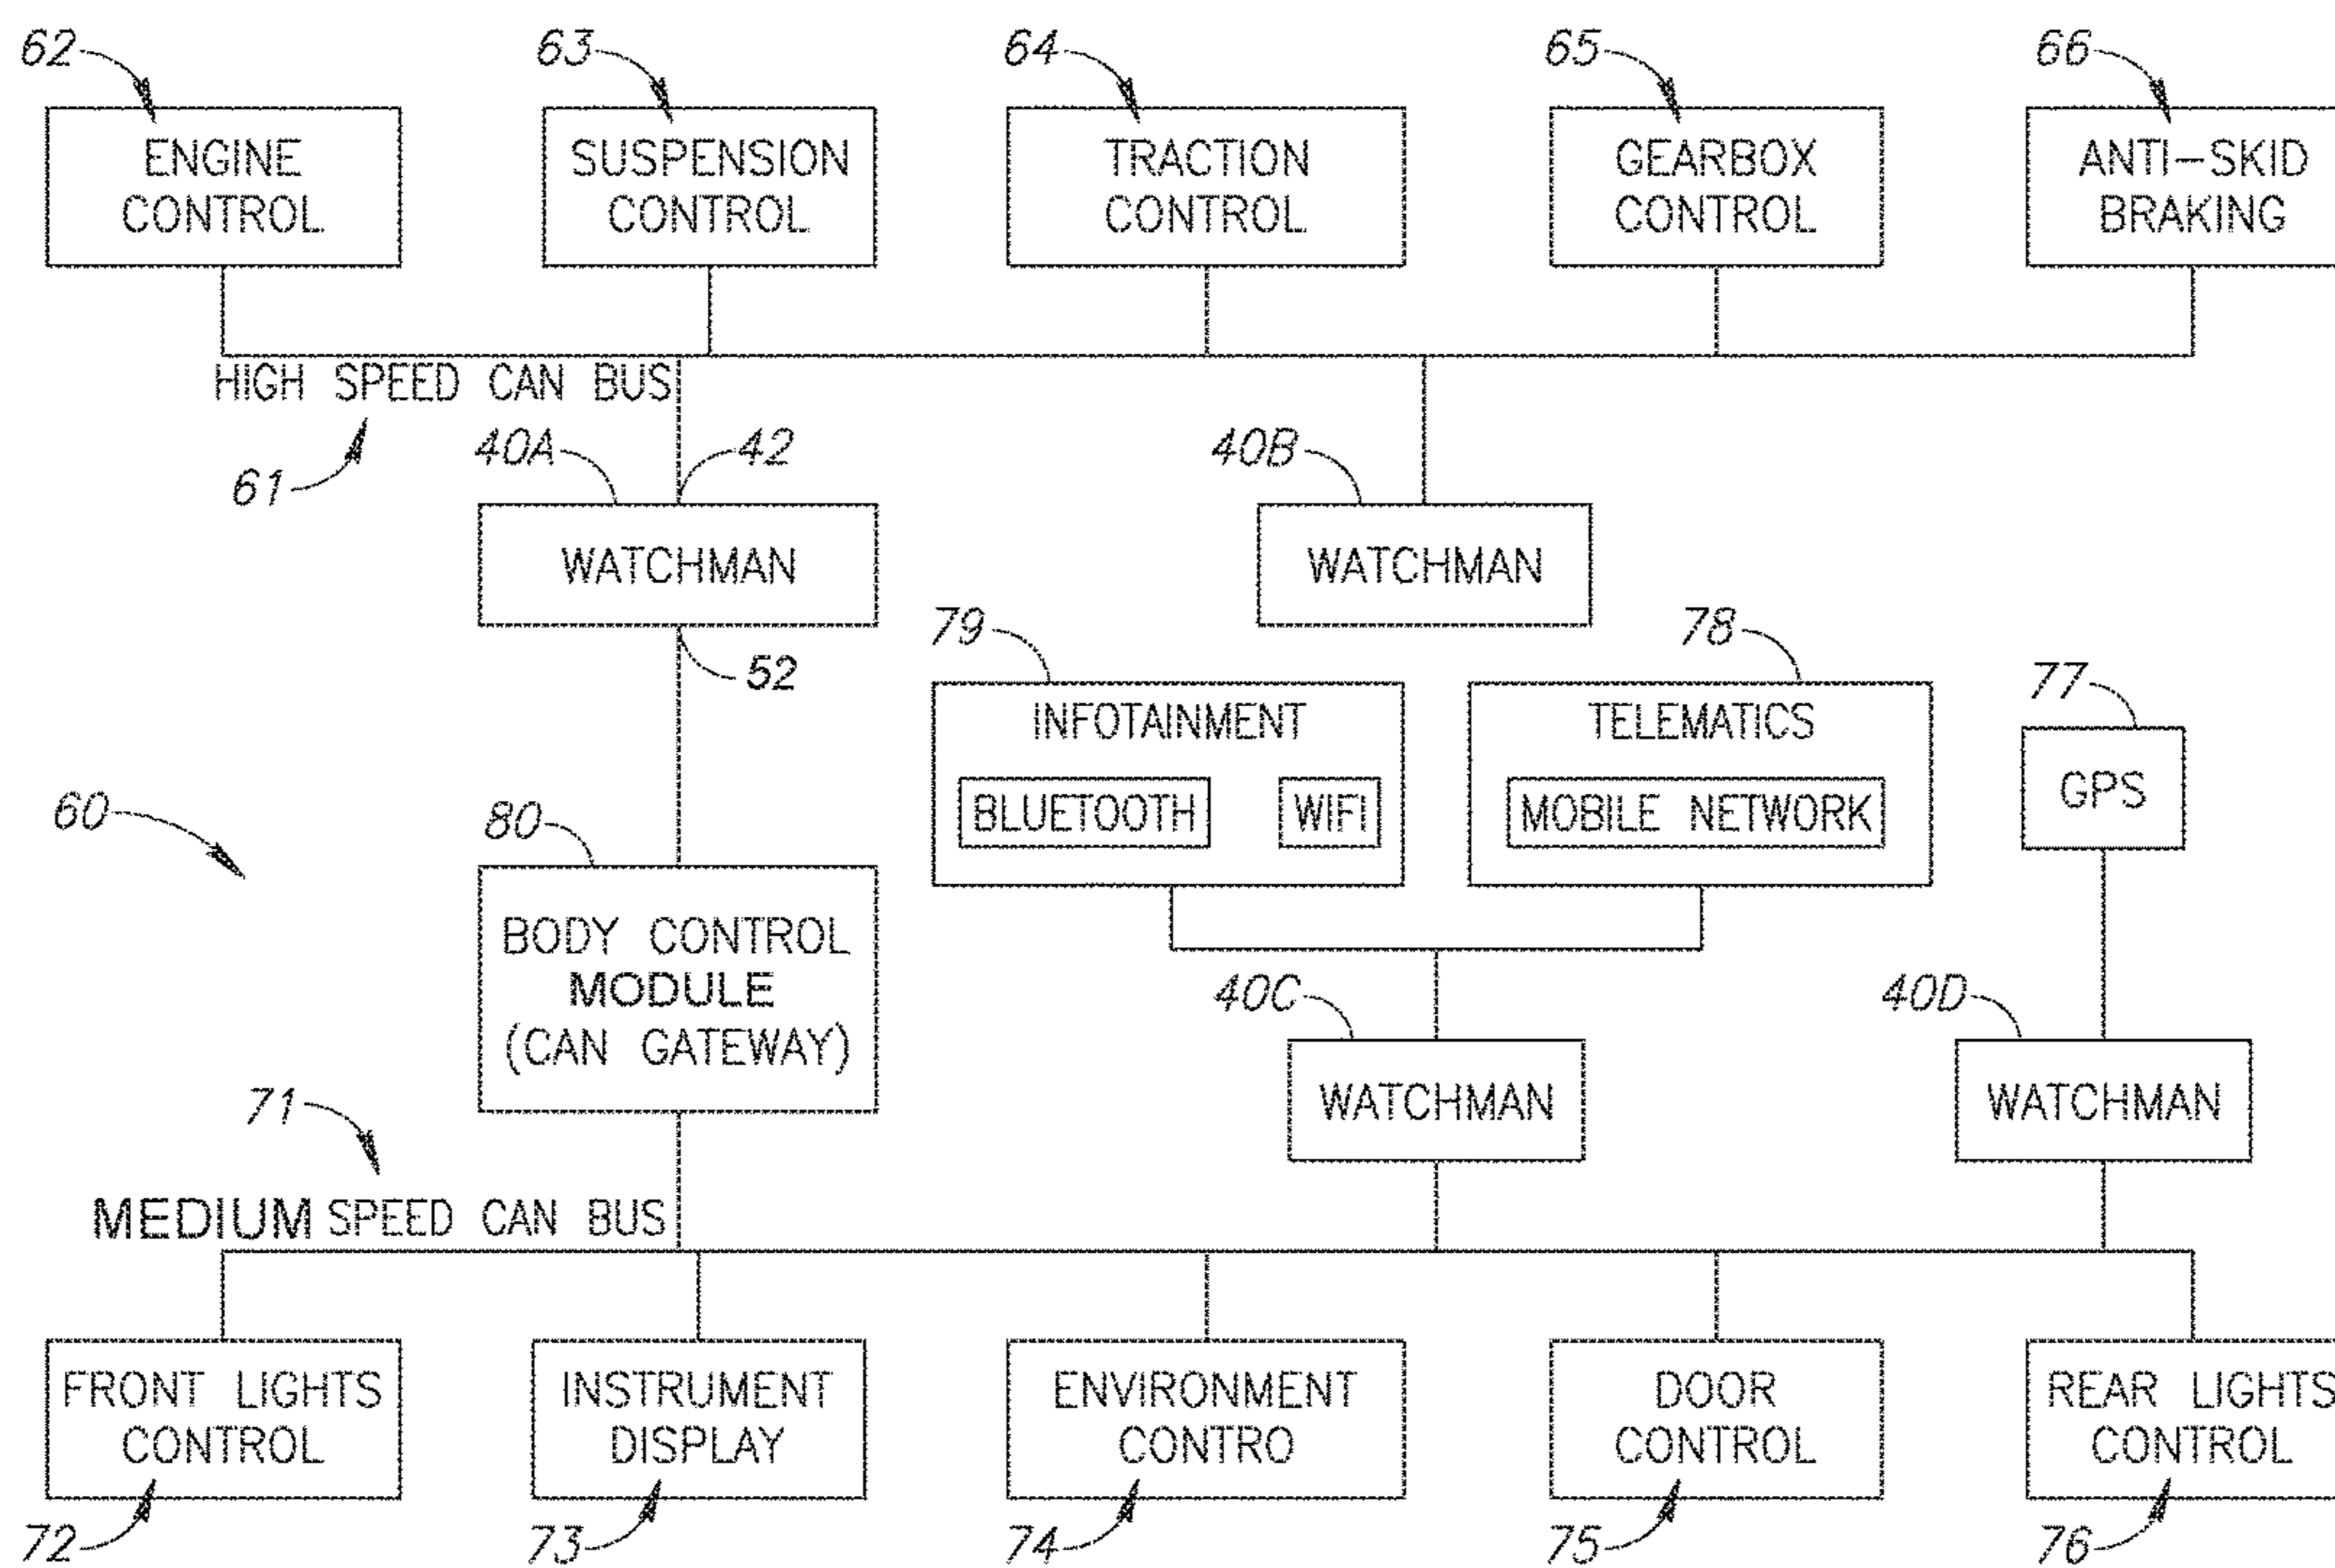 62
63
64
65
66
ENGINE
CONTROL
SUSPENSION
CONTROL
TRACTION
CONTROL
GEARBOX
CONTROL
ANTI-SKID
BRAKING
HIGH SPEED CAN BUS
61
40A
42
40B
WATCHMAN
WATCHMAN
52
79
78
77
INFOTAINMENT
BLUETOOTH
WIFI
TELEMATICS
MOBILE NETWORK
GPS
60
80
BODY CONTROL
MODULE
(CAN GATEWAY)
40C
40D
WATCHMAN
WATCHMAN
71
MEDIUM SPEED CAN BUS
FRONT LIGHTS
CONTROL
INSTRUMENT
DISPLAY
ENVIRONMENT
CONTRO
DOOR
CONTROL
REAR LIGHTS
CONTROL
72
73
74
75
76